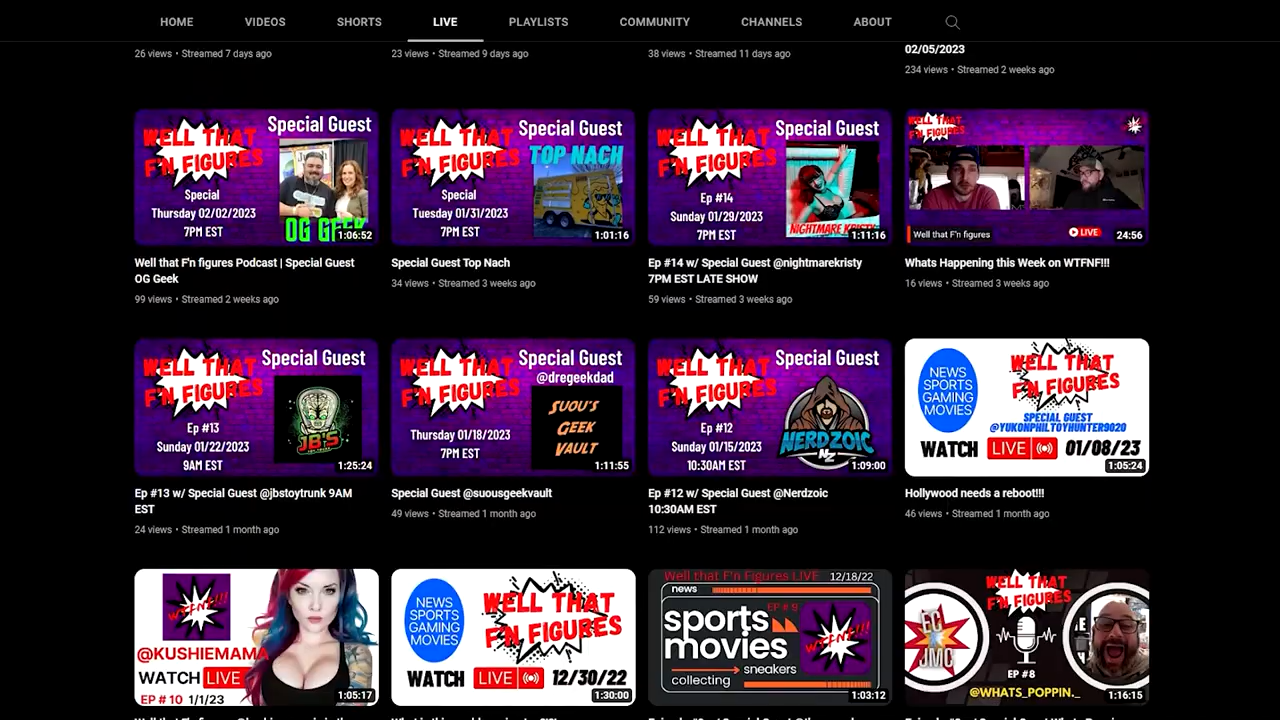 HOME VIDEOS SHORTS LIVE PLAYLISTS COMMUNITY CHANNELS ABOUT
26 views • Streamed 7 days ago
23 views • Streamed 9 days ago
38 views • Streamed 11 days ago
02/05/2023
234 views • Streamed 2 weeks ago
WELL THAT
F'N FIGURES
Special Guest
Special
Thursday 02/02/2023
7PM EST
OG GEEK
1:06:52
Well that F'n figures Podcast | Special Guest
OG Geek
99 views • Streamed 2 weeks ago
WELL THAT
F'N FIGURES
Special Guest
TOP NACH
Special
Tuesday 01/31/2023
7PM EST
1:01:16
Special Guest Top Nach
34 views • Streamed 3 weeks ago
WELL THAT
F'N FIGURES
Special Guest
Ep #14
Sunday 01/29/2023
7PM EST
NIGHTMARE KRISTY
1:11:16
Ep #14 w/ Special Guest @nightmarekristy
7PM EST LATE SHOW
59 views • Streamed 3 weeks ago
WELL THAT
F'N FIGURES
Well that F'n figures
LIVE
24:56
Whats Happening this Week on WTFNF!!!
16 views • Streamed 3 weeks ago
WELL THAT
F'N FIGURES
Special Guest
Ep #13
Sunday 01/22/2023
9AM EST
JB'S
1:25:24
Ep #13 w/ Special Guest @jbstoytrunk 9AM
EST
24 views • Streamed 1 month ago
WELL THAT
F'N FIGURES
Special Guest
@dregeekdad
Thursday 01/18/2023
7PM EST
SUOU'S
GEEK
VAULT
1:11:55
Special Guest @suousgeekvault
49 views • Streamed 1 month ago
WELL THAT
F'N FIGURES
Special Guest
Ep #12
Sunday 01/15/2023
10:30AM EST
NERDZOIC
NZ
1:09:00
Ep #12 w/ Special Guest @Nerdzoic
10:30AM EST
112 views • Streamed 1 month ago
NEWS
SPORTS
GAMING
MOVIES
WELL THAT
F'N FIGURES
SPECIAL GUEST
@YUKONPHILTOYHUNTER9020
WATCH LIVE 01/08/23
1:05:24
Hollywood needs a reboot!!!
46 views • Streamed 1 month ago
WTFNF!!!
@KUSHIEMAMA
WATCH LIVE
EP # 10 1/1/23
1:05:17
NEWS
SPORTS
GAMING
MOVIES
WELL THAT
F'N FIGURES
WATCH LIVE 12/30/22
1:30:00
Well that F'n Figures LIVE 12/18/22
news
EP # 9
sports
movies
WTFNF!!!
sneakers
collecting
1:03:12
WELL THAT
F'N FIGURES
EP #8
@WHATS_POPPIN._
1:16:15